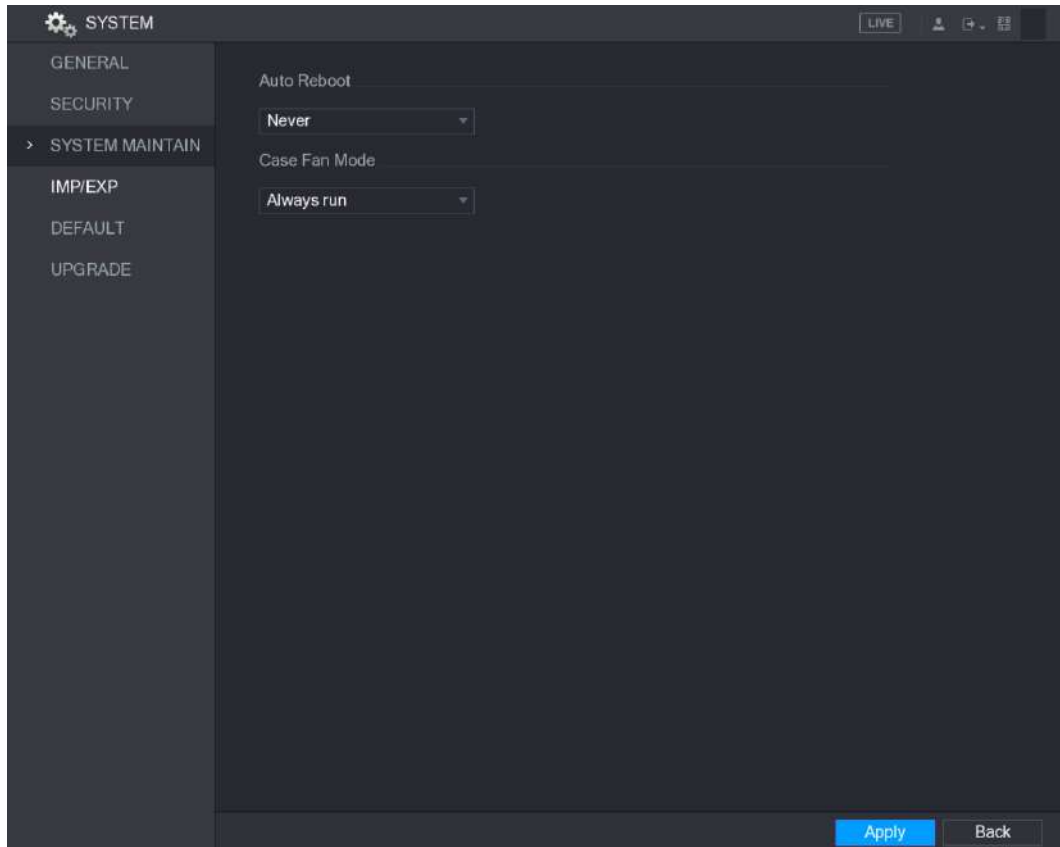 SYSTEM
LIVE
GENERAL
SECURITY
> SYSTEM MAINTAIN
IMP/EXP
DEFAULT
UPGRADE
Auto Reboot
Never
Case Fan Mode
Always run
Apply
Back